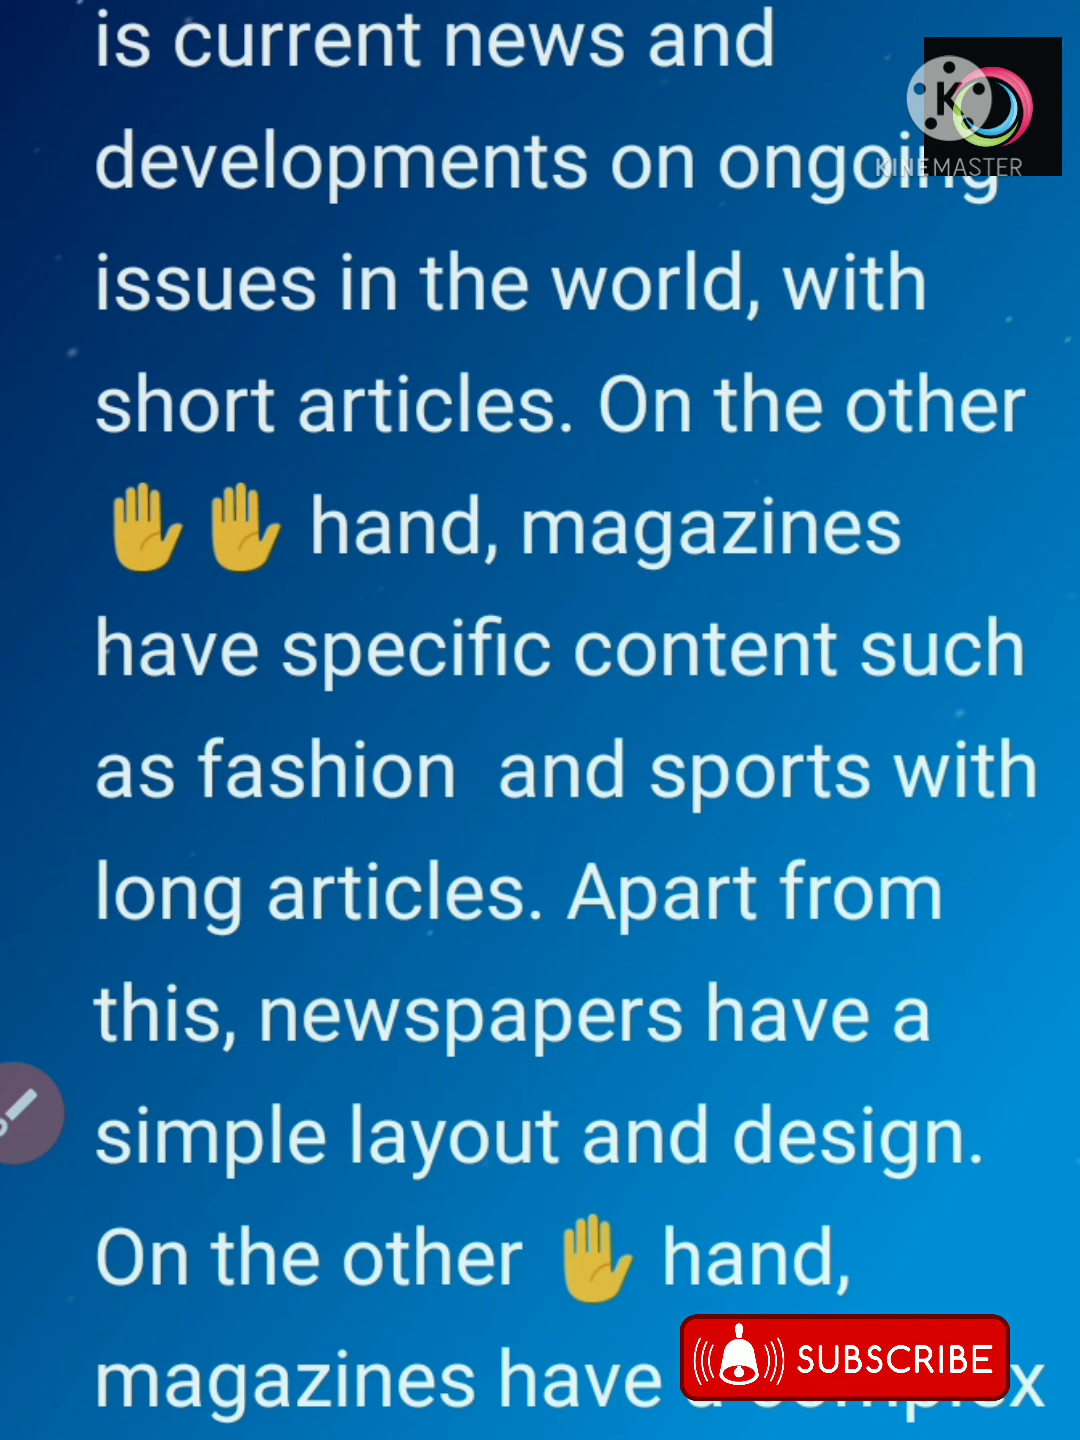 is current news and
developments on ongoing
KINEMASTER
issues in the world, with
short articles. On the other
✋✋ hand, magazines
have specific content such
as fashion and sports with
long articles. Apart from
this, newspapers have a
simple layout and design.
On the other ✋ hand,
magazines have a complex
SUBSCRIBE